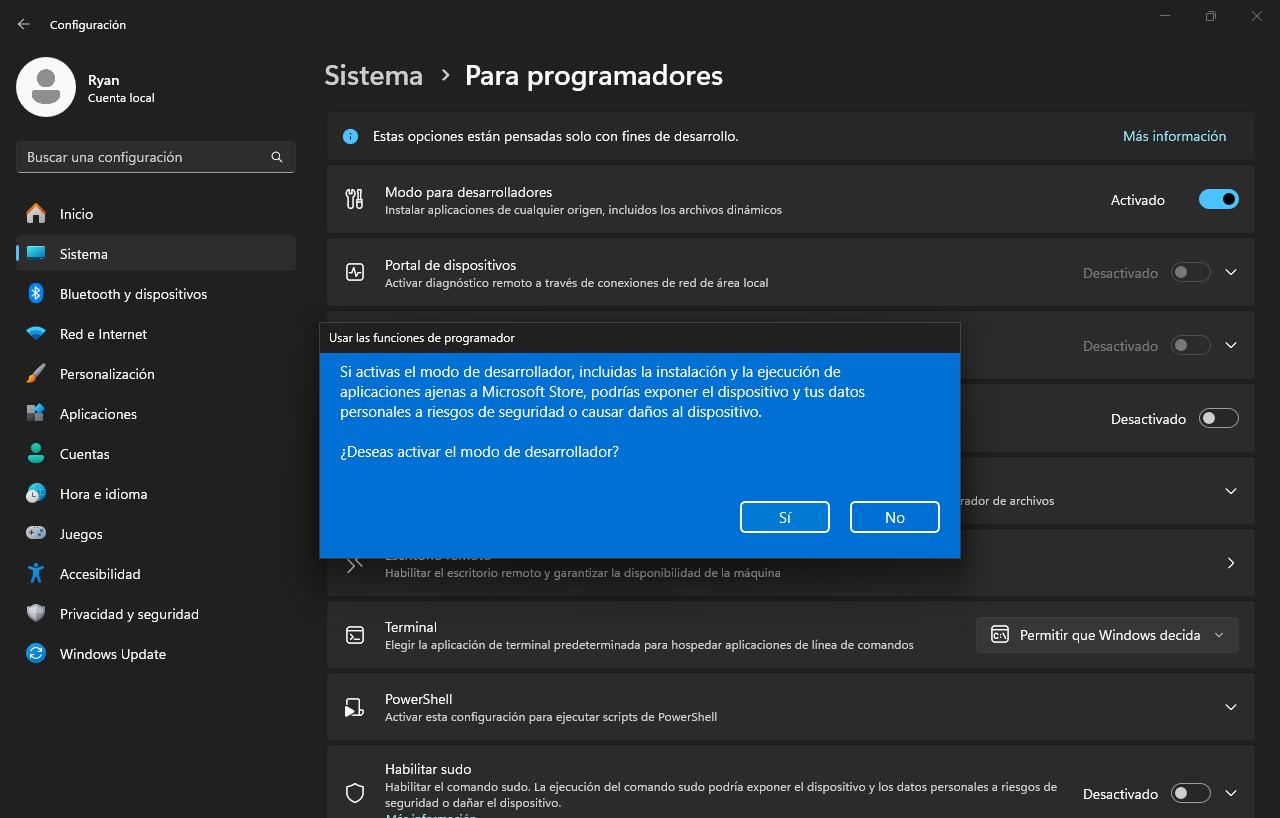 Configuración
Ryan
Cuenta local
Buscar una configuración
Inicio
Sistema
Bluetooth y dispositivos
Red e Internet
Personalización
Aplicaciones
Cuentas
Hora e idioma
Juegos
Accesibilidad
Privacidad y seguridad
Windows Update
Sistema > Para programadores
Estas opciones están pensadas solo con fines de desarrollo.
Más información
Modo para desarrolladores
Instalar aplicaciones de cualquier origen, incluidos los archivos dinámicos
Activado
Portal de dispositivos
Activar diagnóstico remoto a través de conexiones de red de área local
Desactivado
Desactivado
Desactivado
Usar las funciones de programador
Si activas el modo de desarrollador, incluidas la instalación y la ejecución de
aplicaciones ajenas a Microsoft Store, podrías exponer el dispositivo y tus datos
personales a riesgos de seguridad o causar daños al dispositivo.
¿Deseas activar el modo de desarrollador?
Sí
No
rador de archivos
Escritorio remoto
Habilitar el escritorio remoto y garantizar la disponibilidad de la máquina
Terminal
Elegir la aplicación de terminal predeterminada para hospedar aplicaciones de línea de comandos
Permitir que Windows decida
PowerShell
Activar esta configuración para ejecutar scripts de PowerShell
Habilitar sudo
Habilitar el comando sudo. La ejecución del comando sudo podría exponer el dispositivo y los datos personales a riesgos de
seguridad o dañar el dispositivo.
Más información
Desactivado